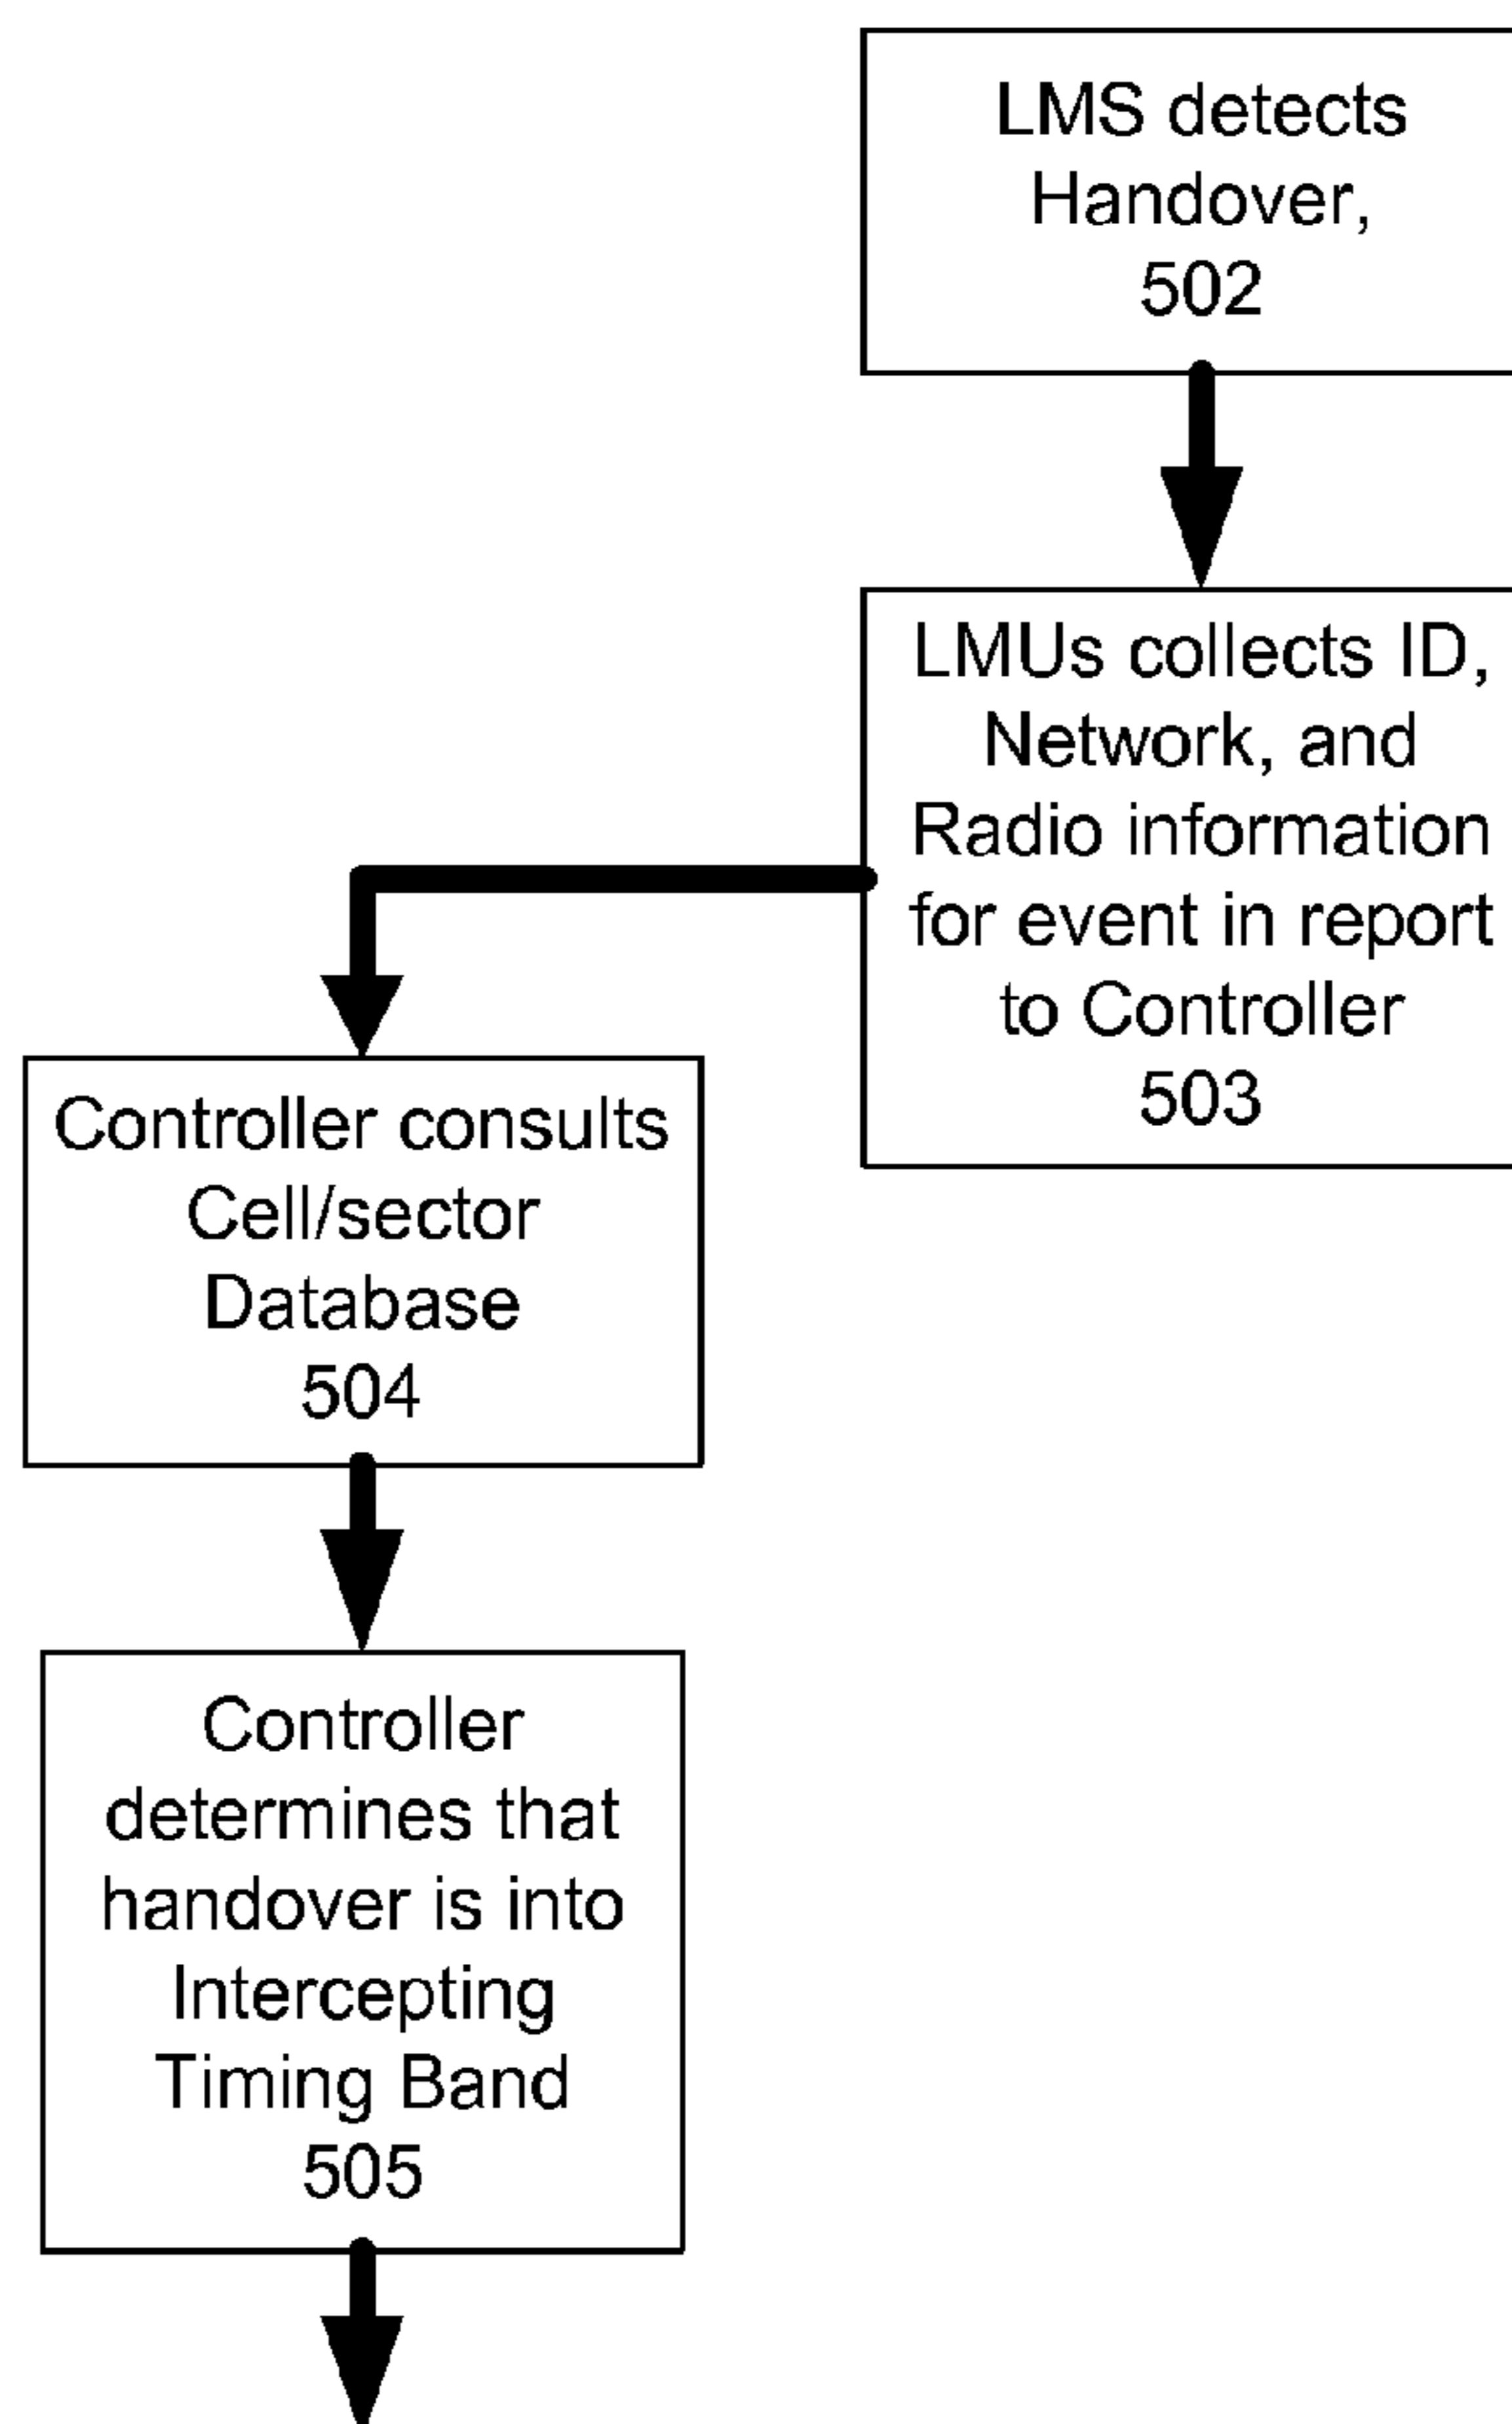 LMS detects
Handover,
502
LMUs collects ID,
Network, and
Radio information
for event in report
to Controller
503
Controller consults
Cell/sector
Database
504
Controller
determines that
handover is into
Intercepting
Timing Band
505